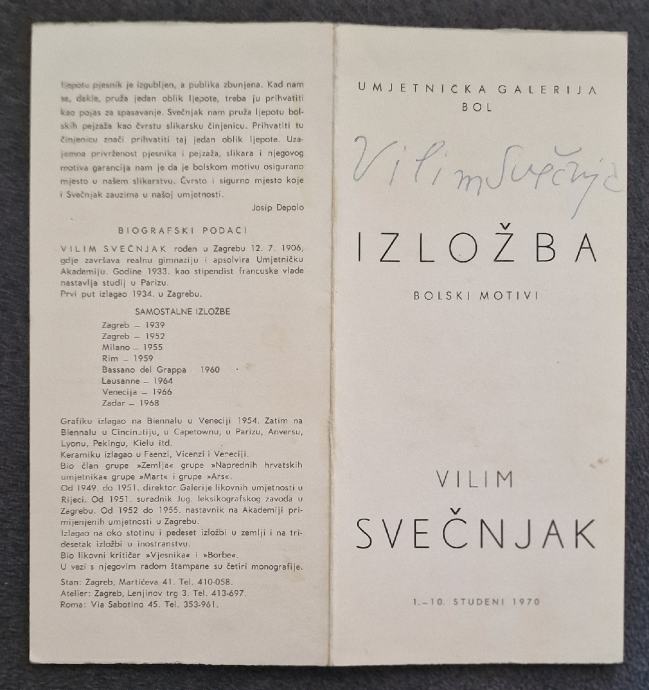 ljepotu pjesnik je izgubljen, a publika zbunjena. Kad nam
se, dakle, pruža jedan oblik ljepote, treba ju prihvatiti
kao pojas za spasavanje. Svečnjak nam pruža ljepotu bol-
skih pejzaža kao čvrstu slikarsku činjenicu. Prihvatiti tu
činjenicu znači prihvatiti taj jedan oblik ljepote. Uza-
jemna privrženost pjesnika i pejzaža, slikara i njegovog
motiva garancija nam je da je bolskom motivu osigurano
mjesto u našem slikarstvu. Čvrsto i sigurno mjesto koje
i Svečnjak zauzima u našoj umjetnosti.
Josip Depolo
BIOGRAFSKI PODACI
VILIM SVEČNJAK rođen u Zagrebu 12. 7. 1906,
gdje završava realnu gimnaziju i apsolvira Umjetničku
Akademiju. Godine 1933. kao stipendist francuske vlade
nastavlja studij u Parizu.
Prvi put izlagao 1934. u Zagrebu.
SAMOSTALNE IZLOŽBE
Zagreb – 1939
Zagreb – 1952
Milano – 1955
Rim – 1959
Bassano del Grappa 1960
Lausanne – 1964
Venecija – 1966
Zadar – 1968
Grafiku izlagao na Biennalu u Veneciji 1954. Zatim na
Biennalu u Cincinatiju, u Capetownu, u Parizu, Anversu,
Lyonu, Pekingu, Kielu itd.
Keramiku izlagao u Faenzi, Vicenzi i Veneciji.
Bio član grupe »Zemlja« grupe »Naprednih hrvatskih
umjetnika« grupe »Mart« i grupe »Ars«.
Od 1949. do 1951. direktor Galerije likovnih umjetnosti u
Rijeci. Od 1951. suradnik Jug. leksikografskog zavoda u
Zagrebu. Od 1952 do 1955. nastavnik na Akademiji pri-
mijenjenih umjetnosti u Zagrebu.
Izlagao na oko stotinu i pedeset izložbi u zemlji i na tri-
desetak izložbi u inostranstvu.
Bio likovni kritičar »Vjesnika« i »Borbe«.
U vezi s njegovim radom štampane su četiri monografije.
Stan: Zagreb, Martićeva 41. Tel. 410-058.
Atelier: Zagreb, Lenjinov trg 3. Tel. 413-697.
Roma: Via Sabotino 45. Tel. 353-961.
UMJETNIČKA GALERIJA
BOL
Vilim Svečnjak
IZLOŽBA
BOLSKI MOTIVI
VILIM
SVEČNJAK
1.–10. STUDENI 1970